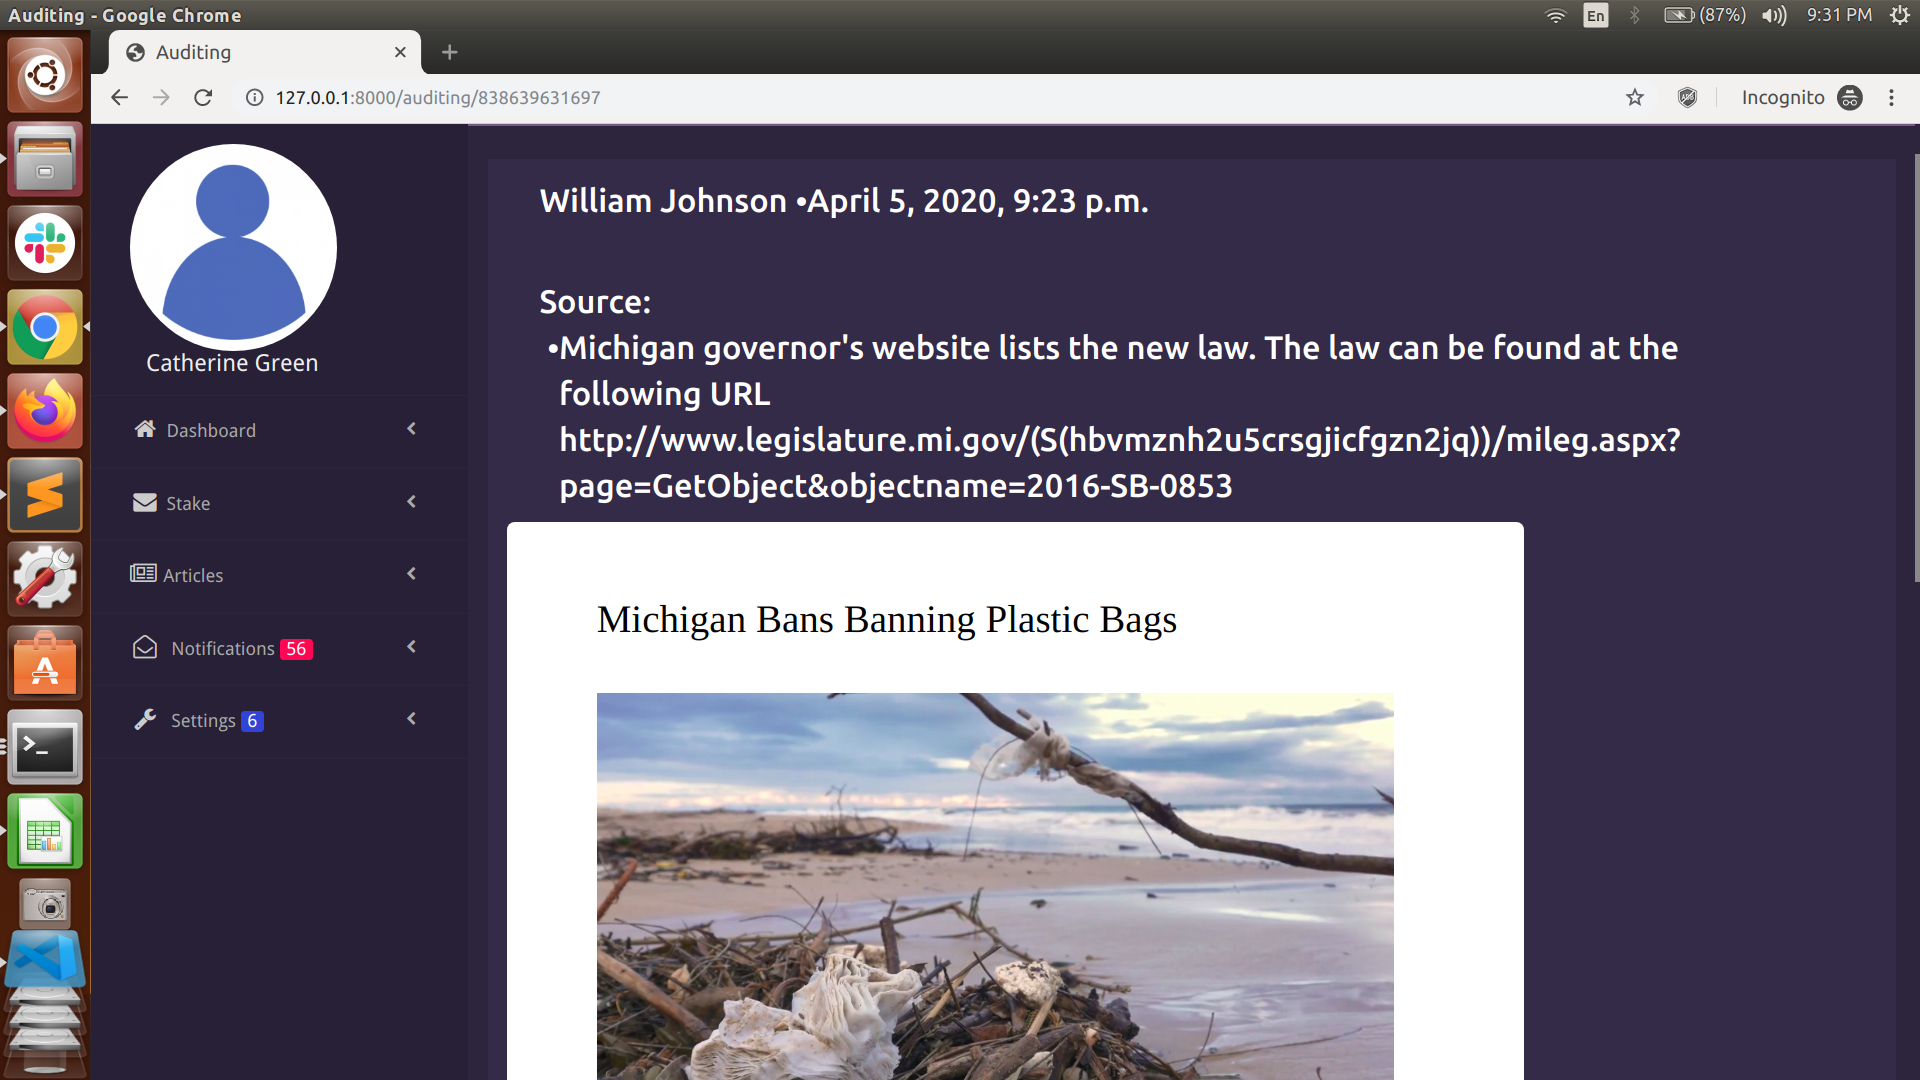 Auditing - Google Chrome
En
(87%)
9:31 PM
Auditing
127.0.0.1:8000/auditing/838639631697
ABP
Incognito
Catherine Green
Dashboard
Stake
Articles
Notifications 56
Settings 6
William Johnson •April 5, 2020, 9:23 p.m.
Source:
•Michigan governor's website lists the new law. The law can be found at the
following URL
http://www.legislature.mi.gov/(S(hbvmznh2u5crsgjicfgzn2jq))/mileg.aspx?
page=GetObject&objectname=2016-SB-0853
Michigan Bans Banning Plastic Bags